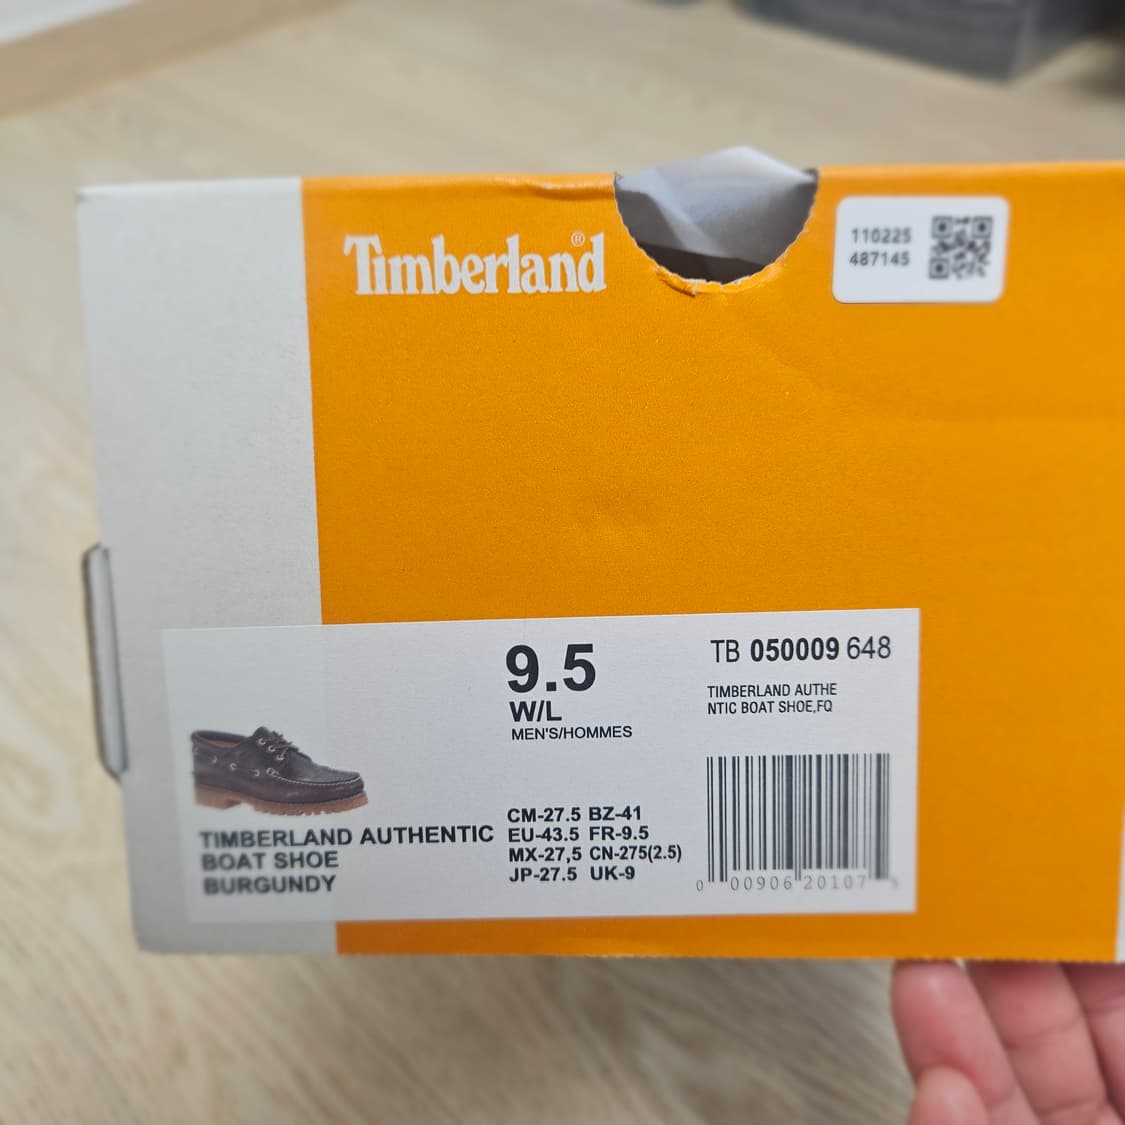 Timberland®
110225
487145
9.5
W/L
MEN'S/HOMMES
TB 050009 648
TIMBERLAND AUTHE
NTIC BOAT SHOE,FQ
TIMBERLAND AUTHENTIC
BOAT SHOE
BURGUNDY
CM-27.5 BZ-41
EU-43.5 FR-9.5
MX-27,5 CN-275(2.5)
JP-27.5 UK-9
0 00906 20107